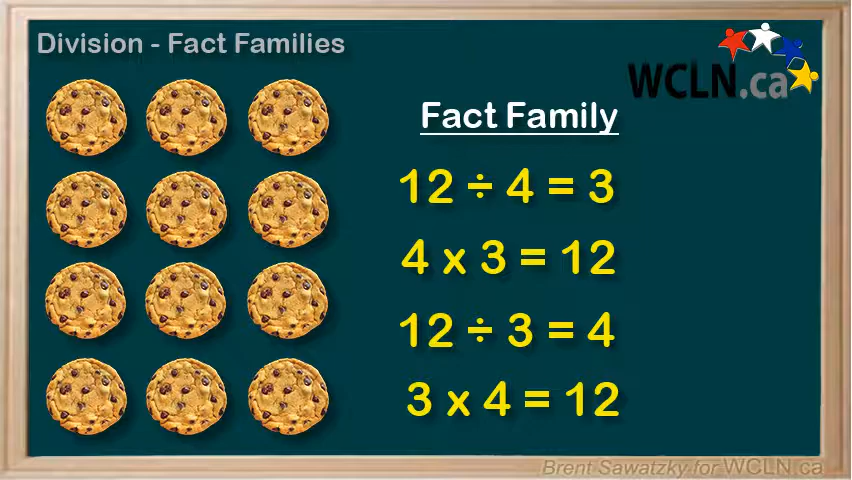 Division - Fact Families
WCLN.ca
Fact Family
12 ÷ 4 = 3
4 x 3 = 12
12 ÷ 3 = 4
3 x 4 = 12
Brent Sawatzky for WCLN.ca